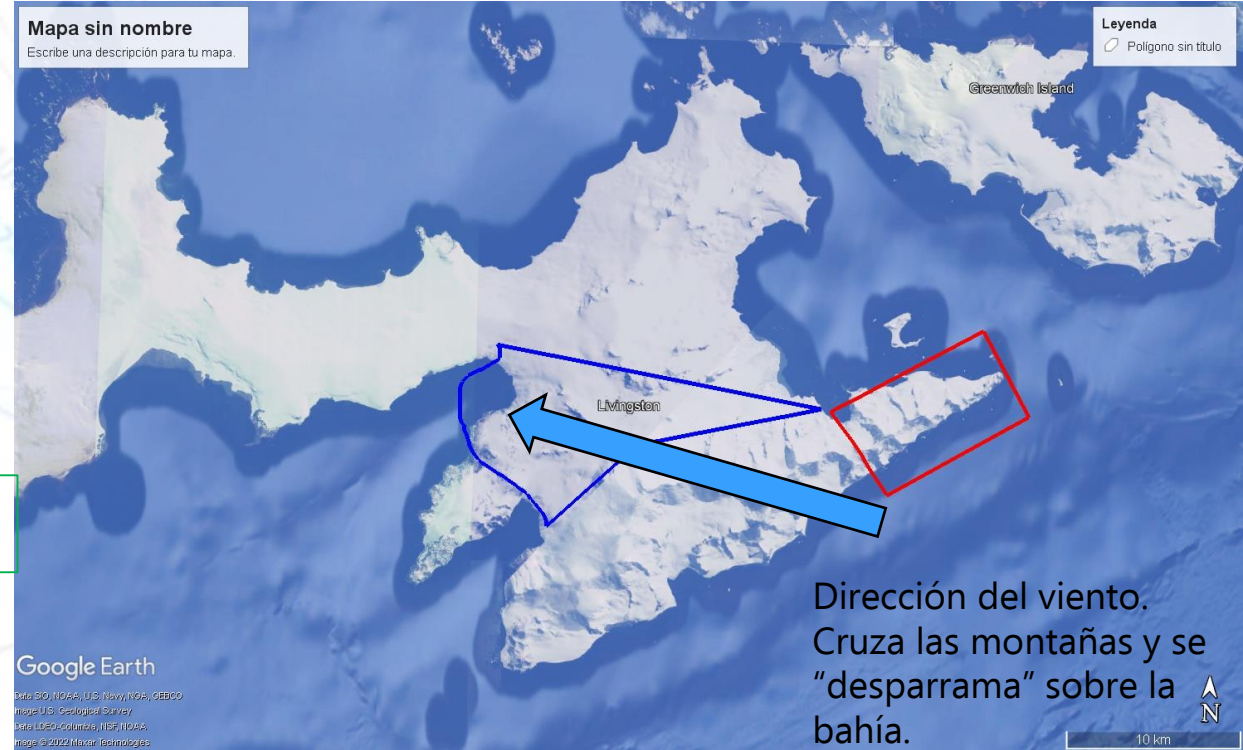 Mapa sin nombre
Escribe una descripción para tu mapa.
Leyenda
Polígono sin título
Greenwich Island
Livingston
Dirección del viento.
Cruza las montañas y se
“desparrama” sobre la
bahía.
Google Earth
Data SIO, NOAA, U.S. Navy, NGA, GEBCO
Image U.S. Geological Survey
Data LDEO-Columbia, NSF, NOAA
Image © 2022 Maxar Technologies
N
10 km